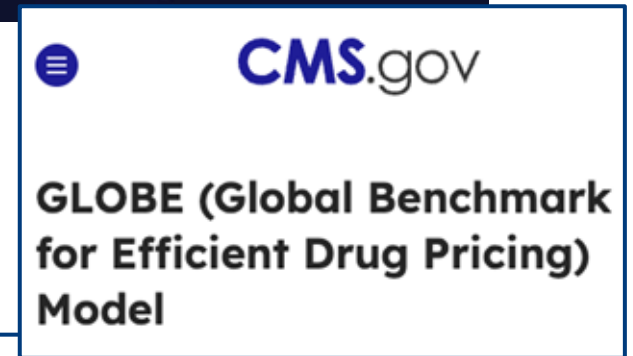 CMS.gov
GLOBE (Global Benchmark
for Efficient Drug Pricing)
Model